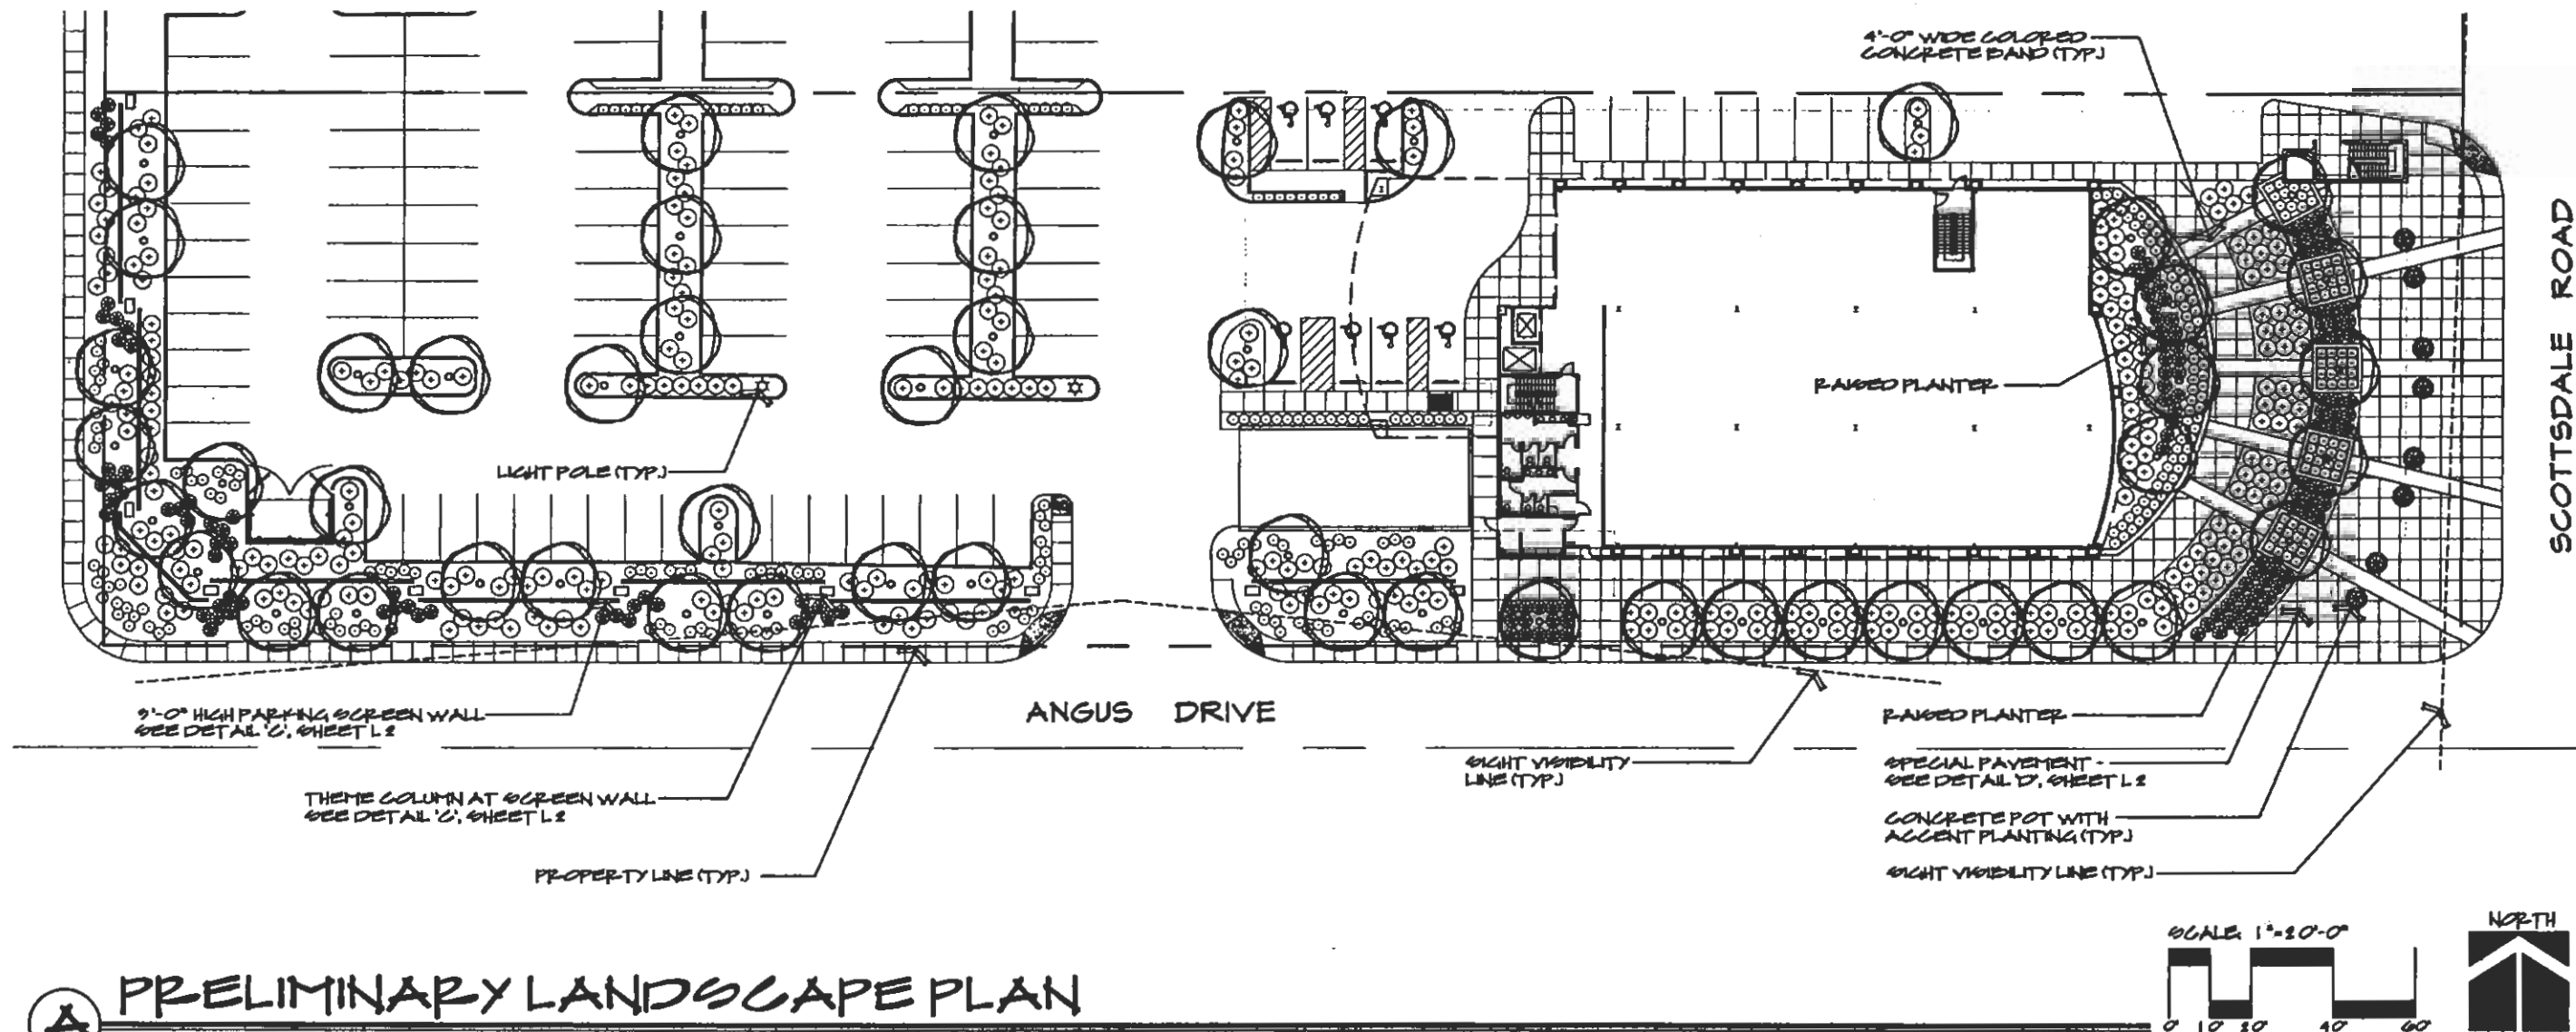 4'-0" WIDE COLORED
CONCRETE BAND (TYP.)
SCOTTSDALE ROAD
RAISED PLANTER
LIGHT POLE (TYP.)
ANGUS DRIVE
3'-0" HIGH PARKING SCREEN WALL
SEE DETAIL 'C', SHEET L2
THEME COLUMN AT SCREEN WALL
SEE DETAIL 'C', SHEET L2
PROPERTY LINE (TYP.)
SIGHT VISIBILITY
LINE (TYP.)
RAISED PLANTER
SPECIAL PAVEMENT -
SEE DETAIL 'D', SHEET L2
CONCRETE POT WITH
ACCENT PLANTING (TYP.)
SIGHT VISIBILITY LINE (TYP.)
A PRELIMINARY LANDSCAPE PLAN
SCALE: 1"=20'-0"
0' 10' 20' 40' 60'
NORTH